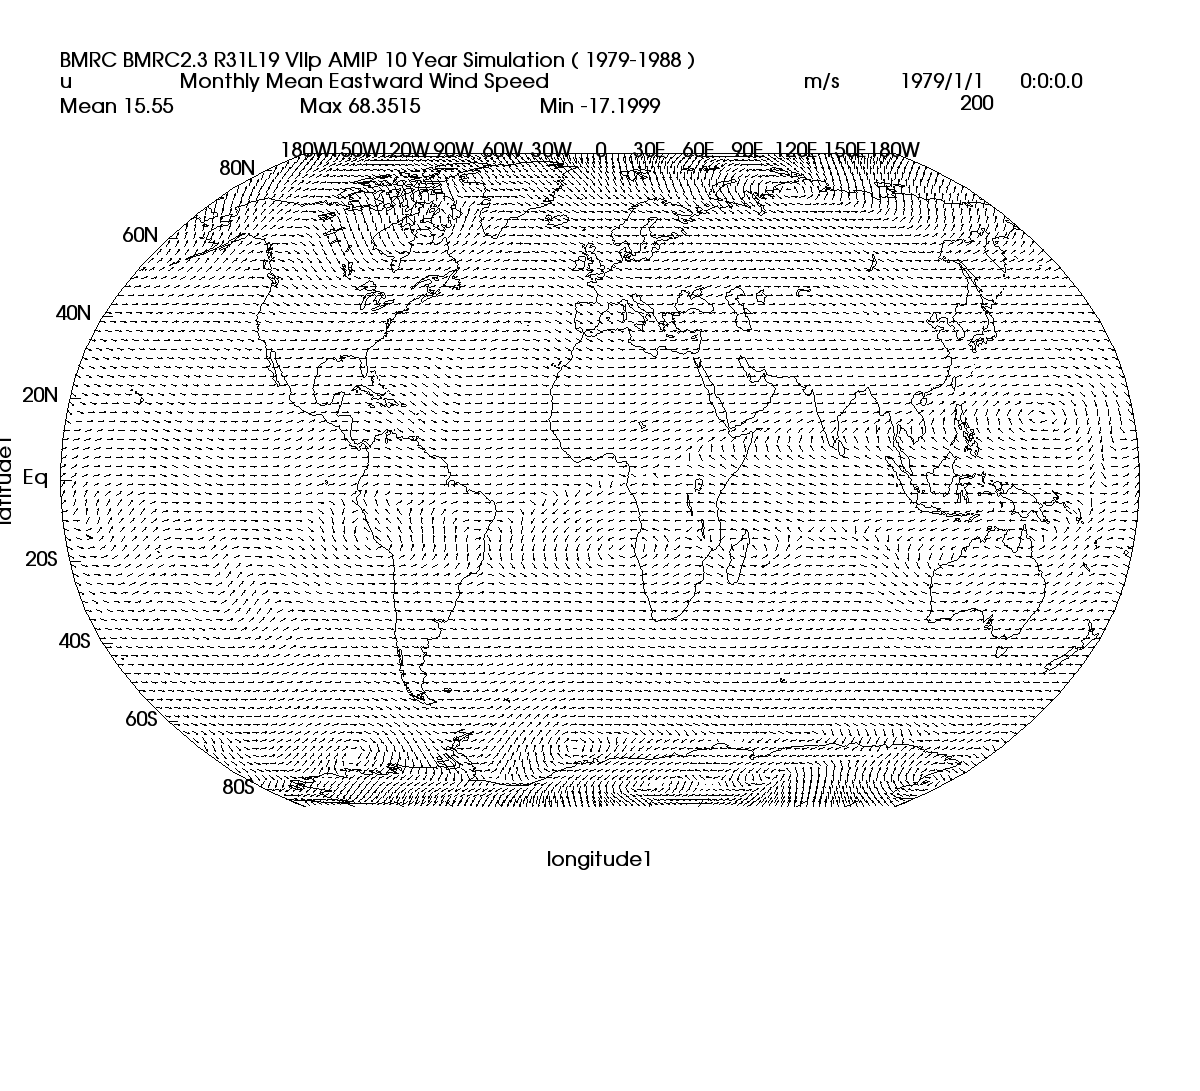 BMRC BMRC2.3 R31L19 VIIp AMIP 10 Year Simulation ( 1979-1988 )
u Monthly Mean Eastward Wind Speed m/s 1979/1/1 0:0:0.0
Mean 15.55 Max 68.3515 Min -17.1999 200
180W 150W 120W 90W 60W 30W 0 30E 60E 90E 120E 150E 180W
80N
60N
40N
20N
Eq
20S
40S
60S
80S
latitude1
longitude1